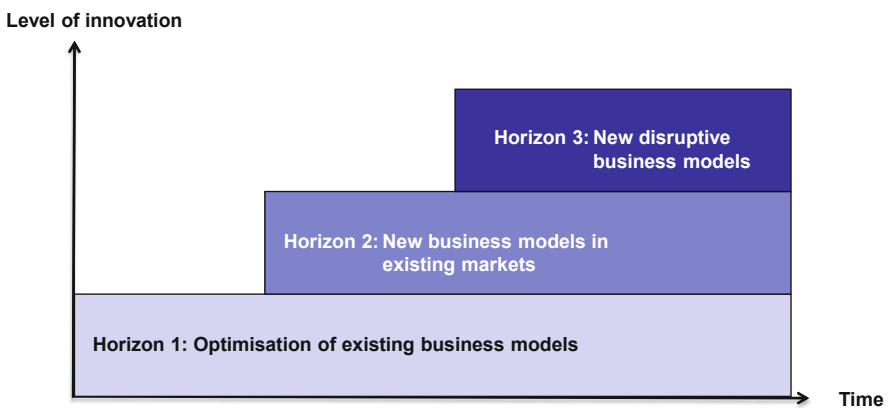 Level of innovation
Horizon 3: New disruptive
business models
Horizon 2: New business models in
existing markets
Horizon 1: Optimisation of existing business models
Time